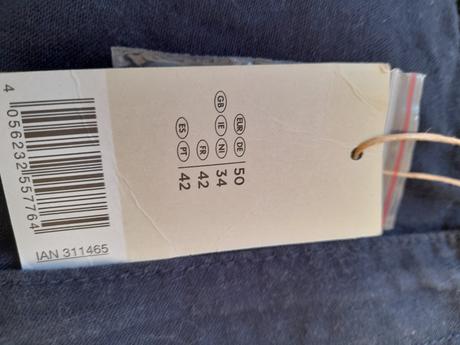 EUR DE 50
GB IE NI 34
FR 42
ES PT 42
4 056232 557764
IAN 311465